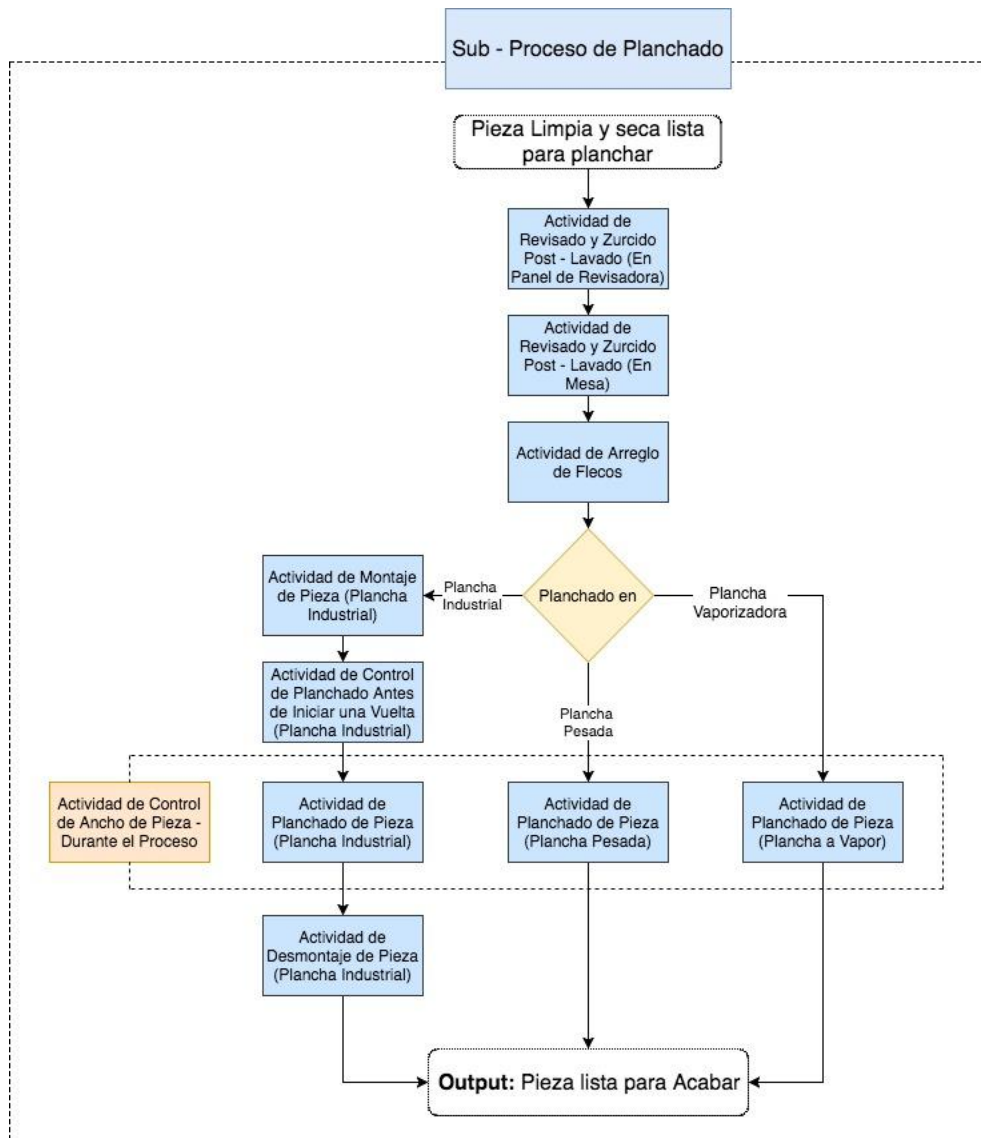 Sub - Proceso de Planchado
Pieza Limpia y seca lista
para planchar
Actividad de
Revisado y Zurcido
Post - Lavado (En
Panel de Revisadora)
Actividad de
Revisado y Zurcido
Post - Lavado (En
Mesa)
Actividad de Arreglo
de Flecos
Planchado en
Plancha
Industrial
Plancha
Vaporizadora
Plancha
Pesada
Actividad de Montaje
de Pieza (Plancha
Industrial)
Actividad de Control
de Planchado Antes
de Iniciar una Vuelta
(Plancha Industrial)
Actividad de Control
de Ancho de Pieza -
Durante el Proceso
Actividad de
Planchado de Pieza
(Plancha Industrial)
Actividad de
Planchado de Pieza
(Plancha Pesada)
Actividad de
Planchado de Pieza
(Plancha a Vapor)
Actividad de
Desmontaje de Pieza
(Plancha Industrial)
Output: Pieza lista para Acabar